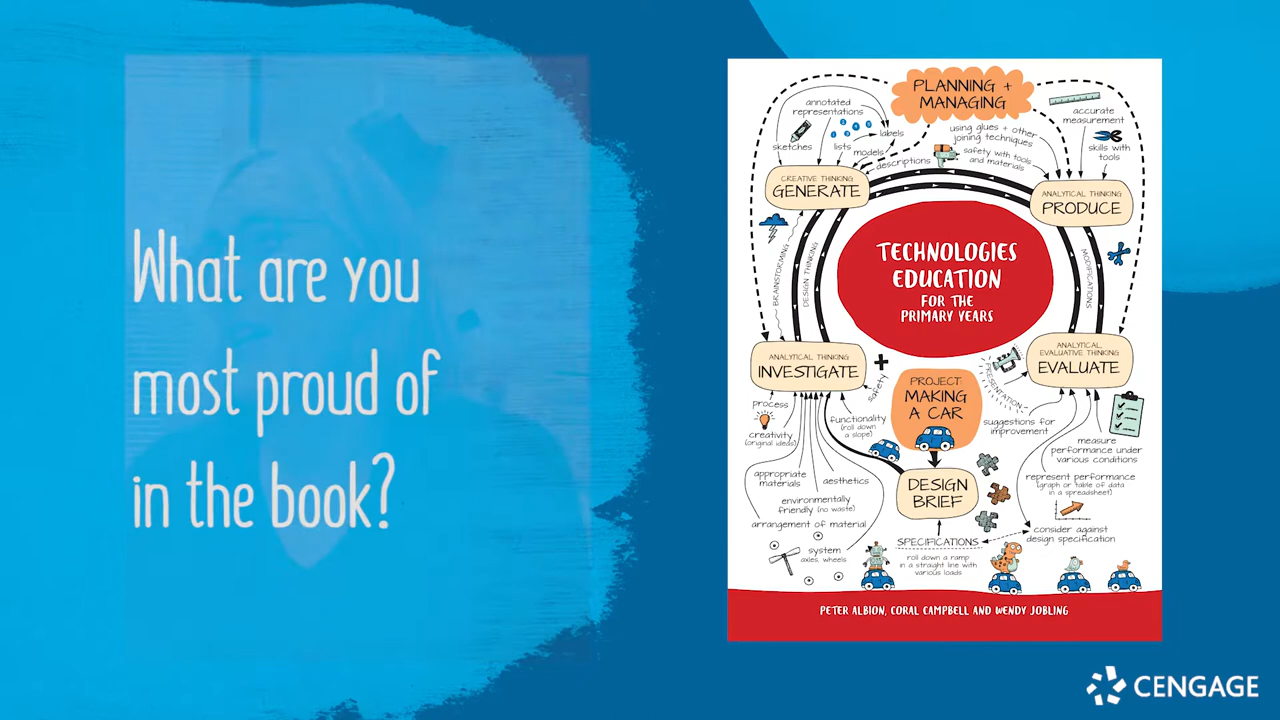 What are you
most proud of
in the book?
PLANNING +
MANAGING
annotated
representations
sketches
lists
labels
models
descriptions
using glues + other
joining techniques
safety with tools
and materials
accurate
measurement
skills with
tools
CREATIVE THINKING
GENERATE
ANALYTICAL THINKING
PRODUCE
BRAINSTORMING
DESIGN THINKING
MODIFICATIONS
TECHNOLOGIES
EDUCATION
FOR THE
PRIMARY YEARS
ANALYTICAL THINKING
INVESTIGATE
ANALYTICAL,
EVALUATIVE THINKING
EVALUATE
safety
PRESENTATION
process
creativity
(original ideas)
functionality
(roll down
a slope)
PROJECT:
MAKING
A CAR
suggestions for
improvement
measure
performance under
various conditions
appropriate
materials
aesthetics
environmentally
friendly (no waste)
arrangement of material
system
axles, wheels
DESIGN
BRIEF
represent performance
(graph or table of data
in a spreadsheet)
consider against
design specification
SPECIFICATIONS
roll down a ramp
in a straight line with
various loads
PETER ALBION, CORAL CAMPBELL AND WENDY JOBLING
CENGAGE